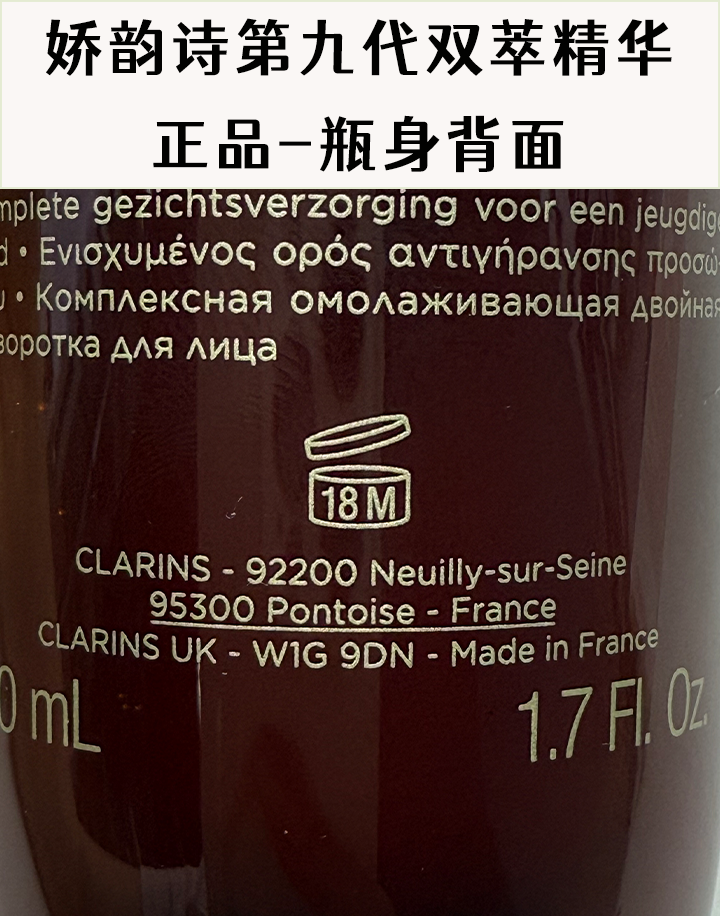 娇韵诗第九代双萃精华
正品-瓶身背面
mplete gezichtsverzorging voor een jeugdig
d • Ενισχυμένος ορός αντιγήρανσης προσώ
• Комплексная омолаживающая двойная
воротка для лица
18 M
CLARINS - 92200 Neuilly-sur-Seine
95300 Pontoise - France
CLARINS UK - W1G 9DN - Made in France
0 mL 1.7 Fl. Oz.